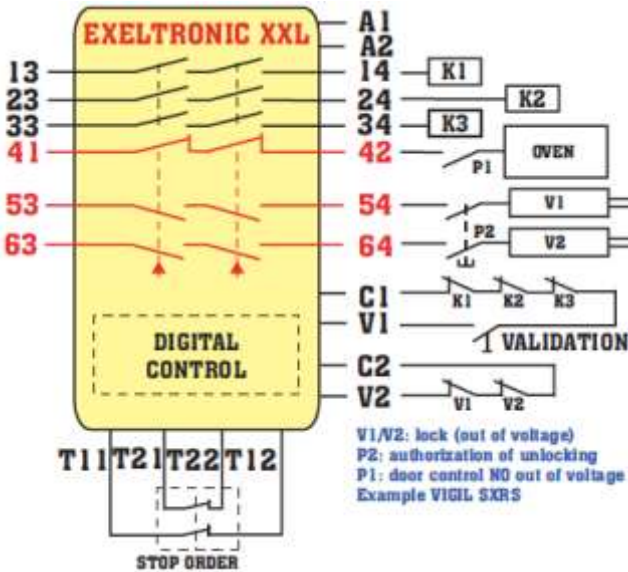 EXELTRONIC XXL
A1
A2
13 14 K1
23 24 K2
33 34 K3
41 42 P1 OVEN
53 54 V1
P2
63 64 V2
C1 K1 K2 K3
V1 VALIDATION
DIGITAL
CONTROL
C2
V2 V1 V2
T11 T21 T22 T12
STOP ORDER
V1/V2: lock (out of voltage)
P2: authorization of unlocking
P1: door control NO out of voltage
Example VIGIL SXRS